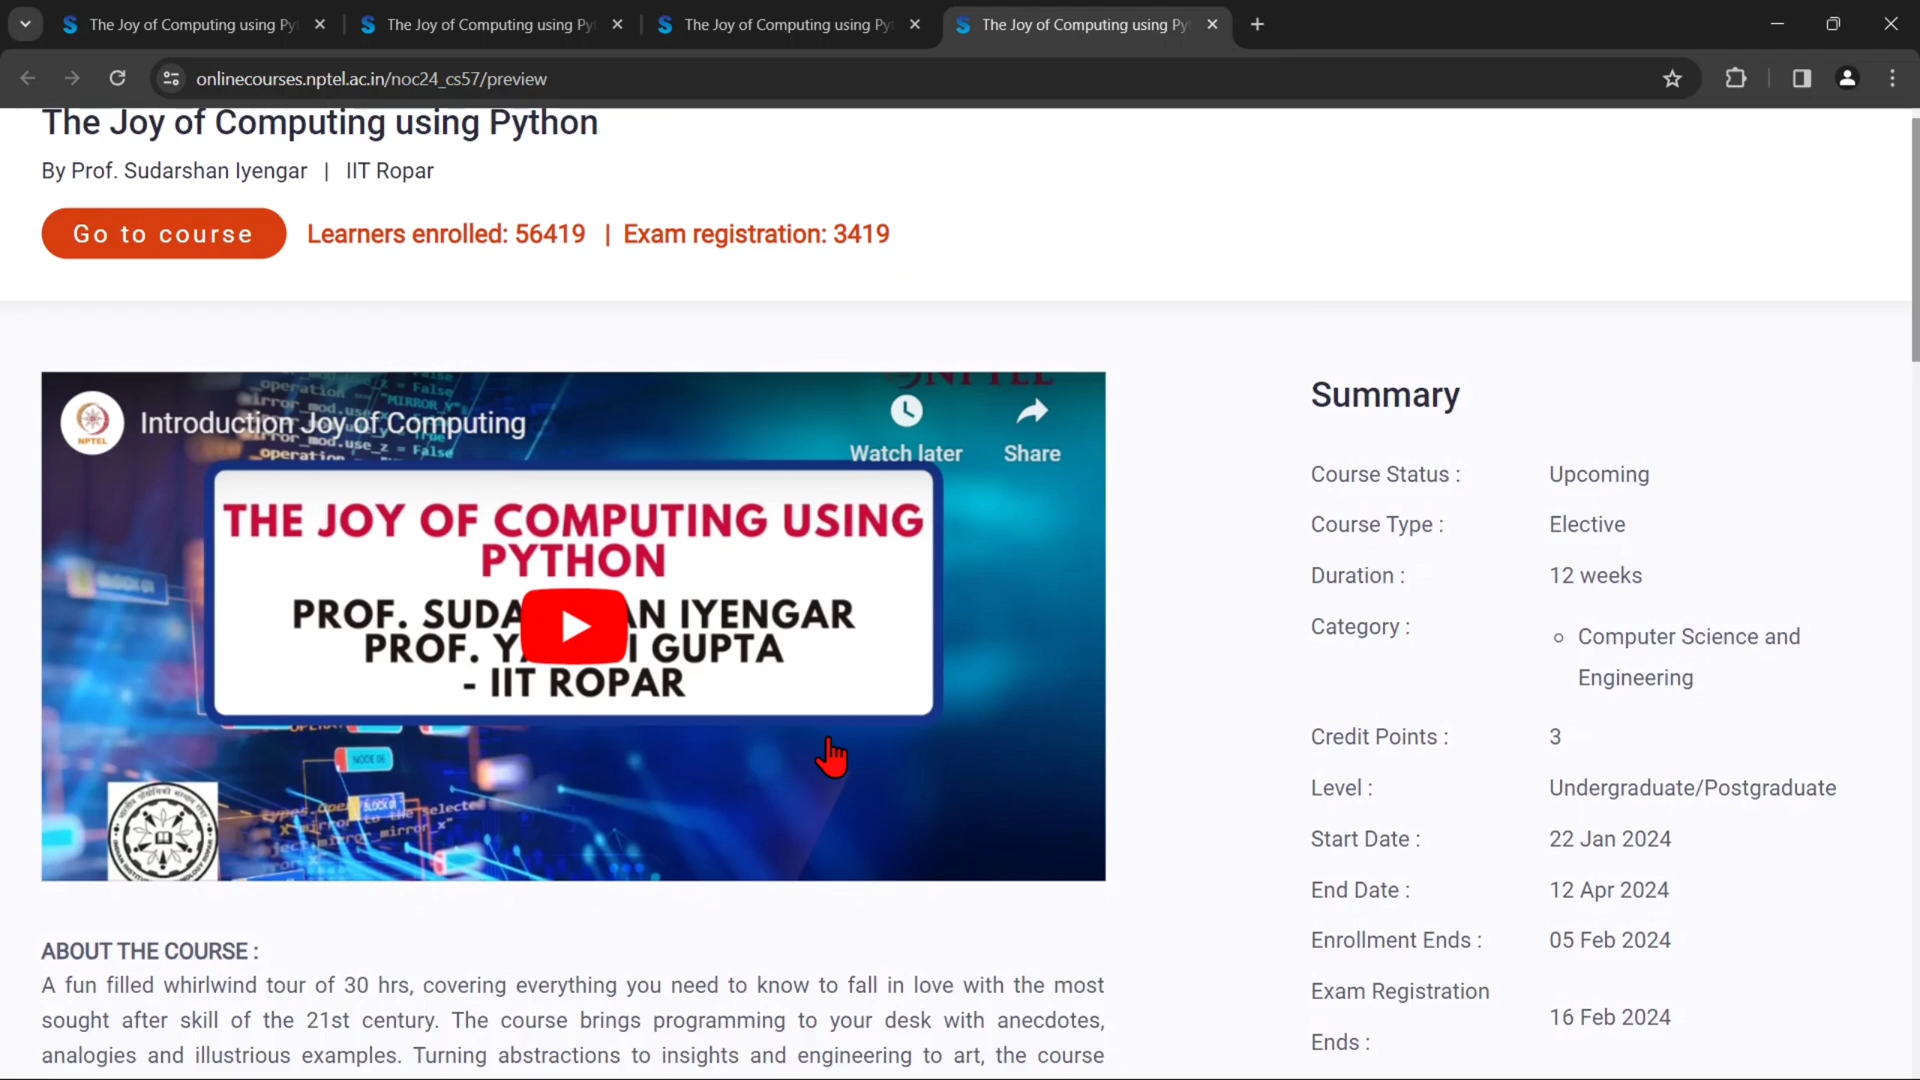 The Joy of Computing using Py
The Joy of Computing using Py
The Joy of Computing using Py
The Joy of Computing using Py
onlinecourses.nptel.ac.in/noc24_cs57/preview
The Joy of Computing using Python
By Prof. Sudarshan Iyengar | IIT Ropar
Go to course
Learners enrolled: 56419 | Exam registration: 3419
NPTEL
Introduction Joy of Computing
Watch later
Share
THE JOY OF COMPUTING USING
PYTHON
PROF. SUDA AN IYENGAR
PROF. Y I GUPTA
- IIT ROPAR
NODE 06
BLOCK 01
Summary
Course Status : Upcoming
Course Type : Elective
Duration : 12 weeks
Category : Computer Science and
Engineering
Credit Points : 3
Level : Undergraduate/Postgraduate
Start Date : 22 Jan 2024
End Date : 12 Apr 2024
Enrollment Ends : 05 Feb 2024
Exam Registration
Ends : 16 Feb 2024
ABOUT THE COURSE :
A fun filled whirlwind tour of 30 hrs, covering everything you need to know to fall in love with the most
sought after skill of the 21st century. The course brings programming to your desk with anecdotes,
analogies and illustrious examples. Turning abstractions to insights and engineering to art, the course